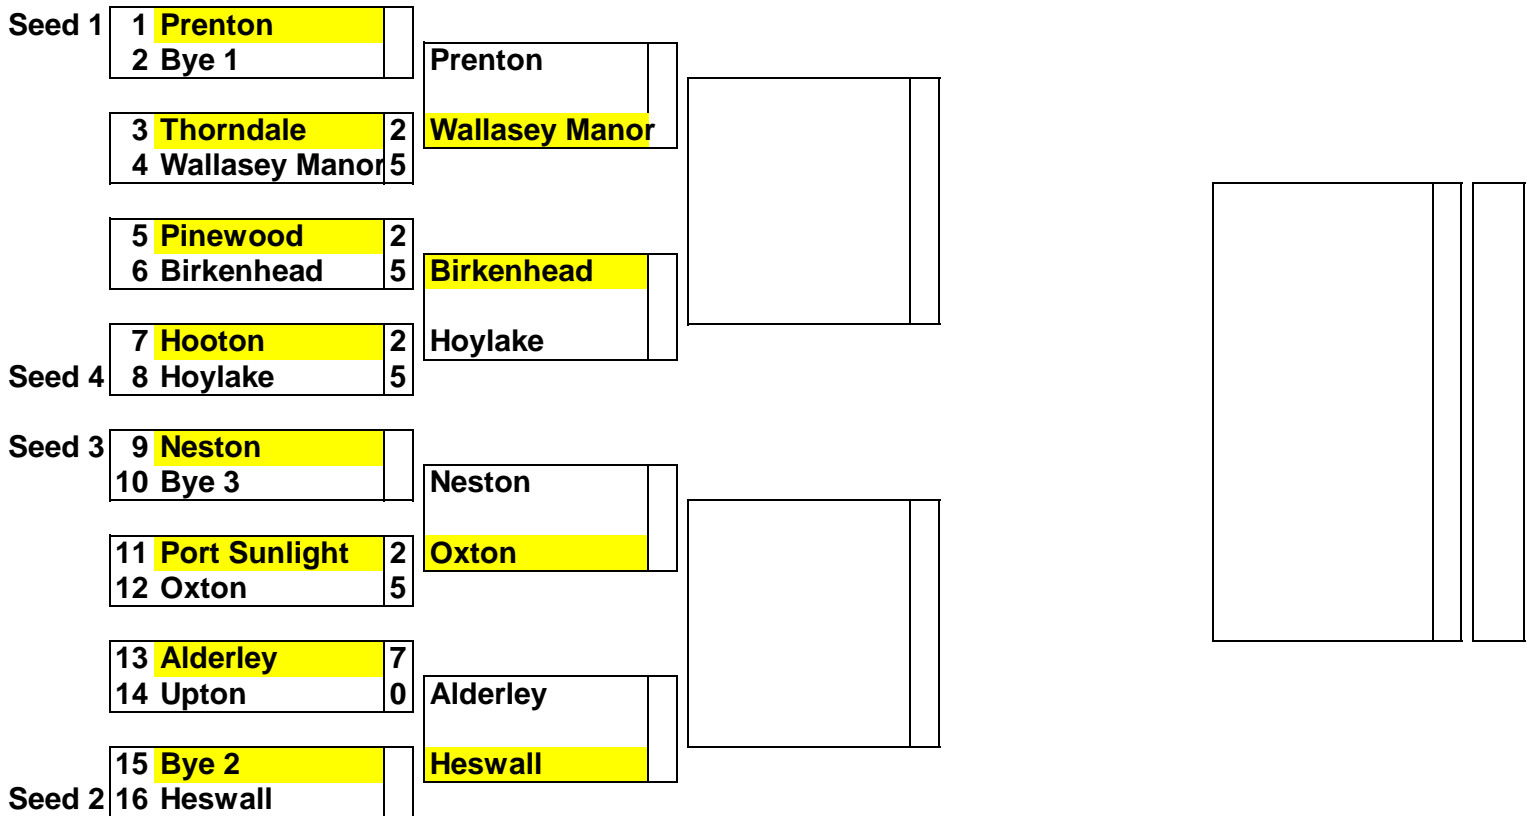 Seed 1 1 Prenton
2 Bye 1 Prenton
3 Thorndale 2 Wallasey Manor
4 Wallasey Manor 5
5 Pinewood 2
6 Birkenhead 5 Birkenhead
7 Hooton 2 Hoylake
Seed 4 8 Hoylake 5
Seed 3 9 Neston
10 Bye 3 Neston
11 Port Sunlight 2 Oxton
12 Oxton 5
13 Alderley 7
14 Upton 0 Alderley
15 Bye 2 Heswall
Seed 2 16 Heswall